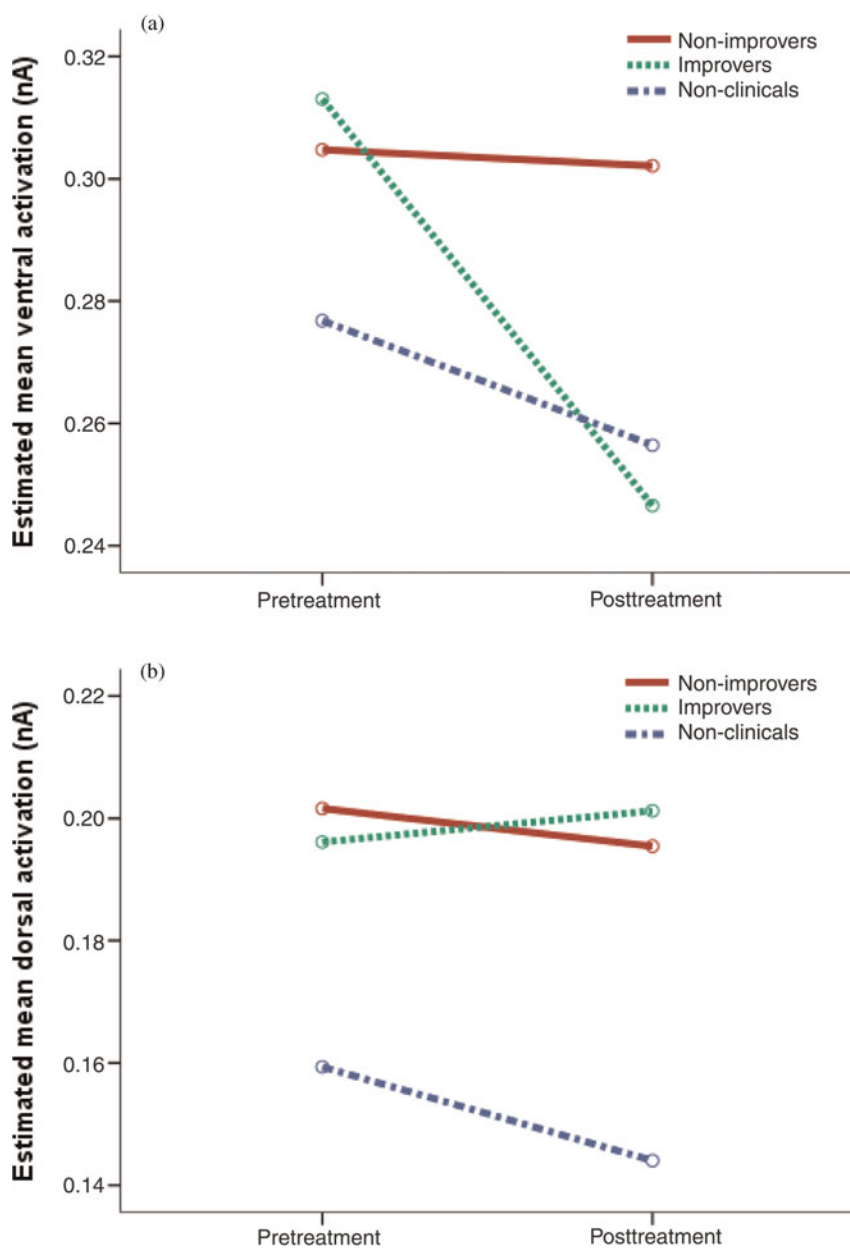 (a)
Non-improvers
Improvers
Non-clinicals
Estimated mean ventral activation (nA)
0.32
0.30
0.28
0.26
0.24
Pretreatment
Posttreatment
(b)
Non-improvers
Improvers
Non-clinicals
Estimated mean dorsal activation (nA)
0.22
0.20
0.18
0.16
0.14
Pretreatment
Posttreatment